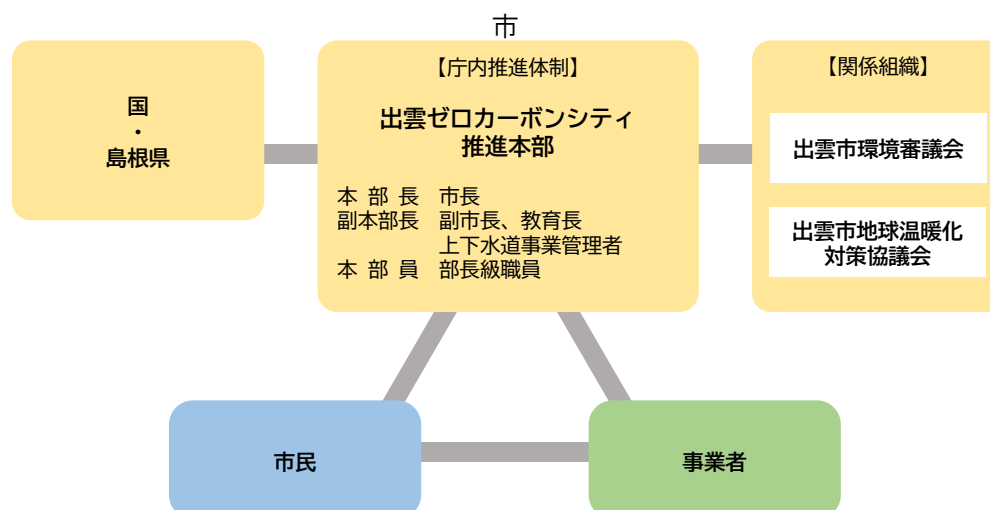 市
国
・
島根県
【庁内推進体制】
出雲ゼロカーボンシティ
推進本部
本 部 長 市長
副本部長 副市長、教育長
上下水道事業管理者
本 部 員 部長級職員
【関係組織】
出雲市環境審議会
出雲市地球温暖化
対策協議会
市民
事業者